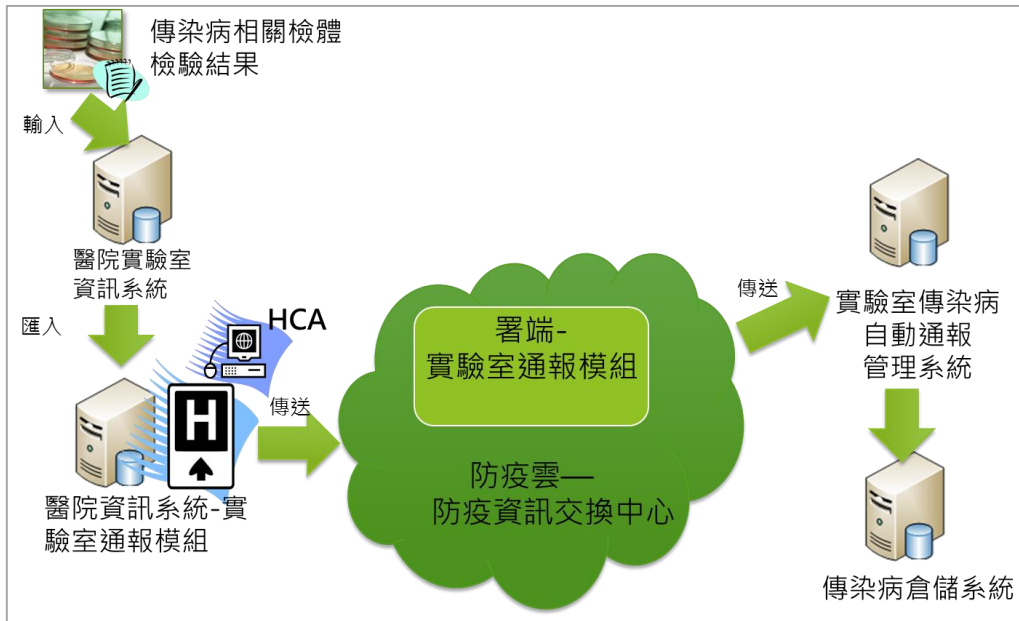 傳染病相關檢體
檢驗結果
輸入
醫院實驗室
資訊系統
匯入
HCA
H
醫院資訊系統-實
驗室通報模組
傳送
署端-
實驗室通報模組
防疫雲—
防疫資訊交換中心
傳送
實驗室傳染病
自動通報
管理系統
傳染病倉儲系統